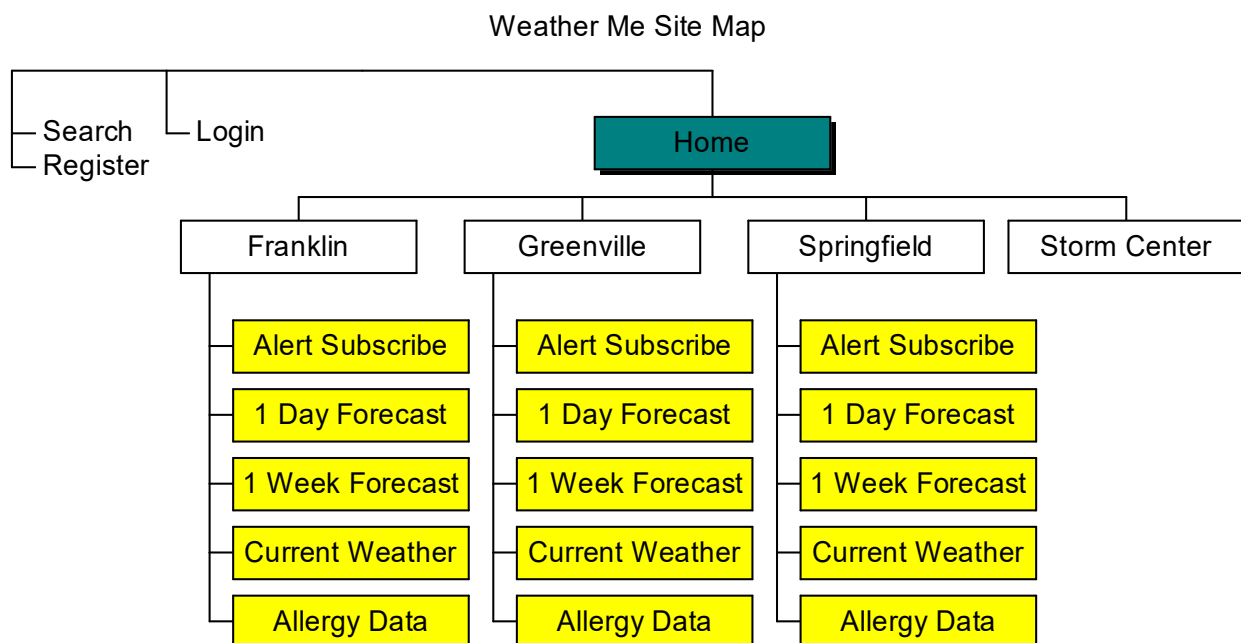 Weather Me Site Map
Search
Register
Login
Home
Franklin
Greenville
Springfield
Storm Center
Alert Subscribe
1 Day Forecast
1 Week Forecast
Current Weather
Allergy Data
Alert Subscribe
1 Day Forecast
1 Week Forecast
Current Weather
Allergy Data
Alert Subscribe
1 Day Forecast
1 Week Forecast
Current Weather
Allergy Data